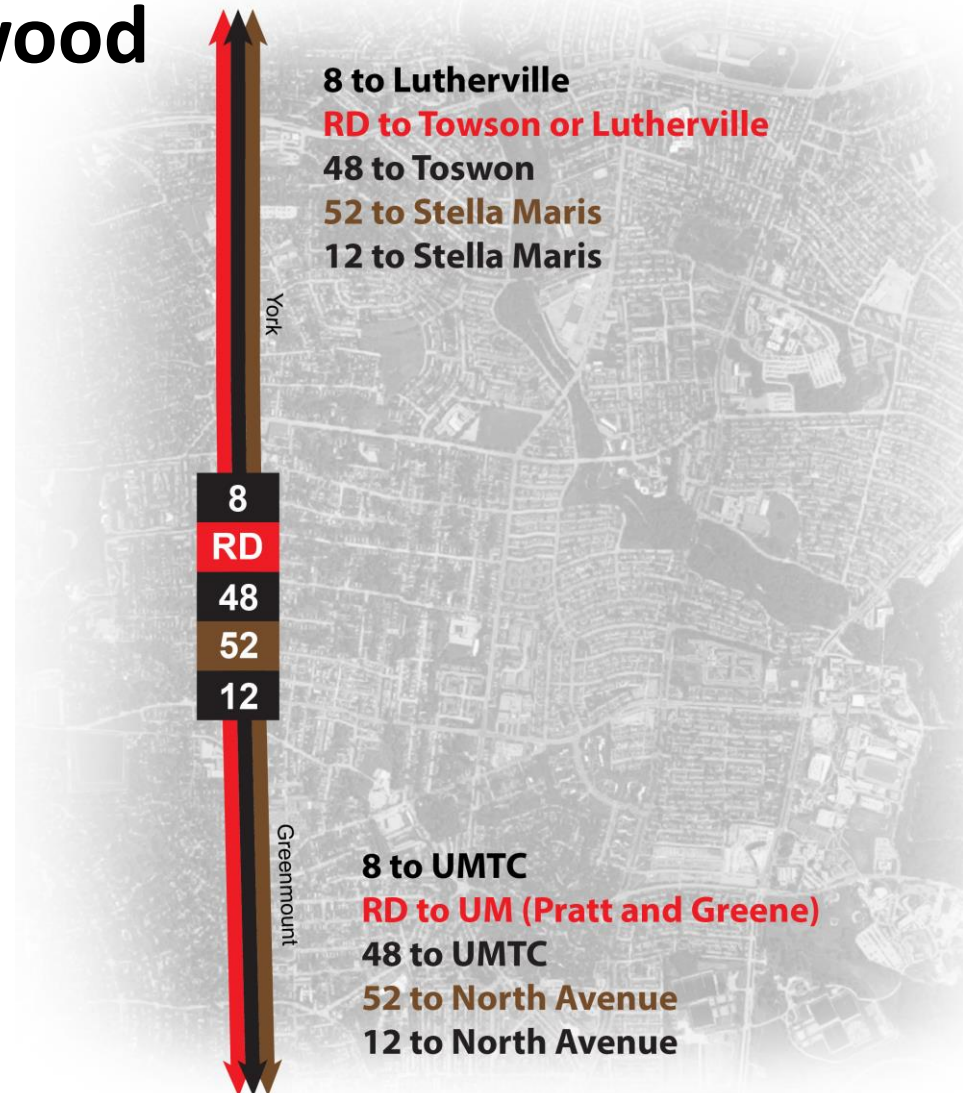 wood
8 to Lutherville
RD to Towson or Lutherville
48 to Toswon
52 to Stella Maris
12 to Stella Maris
York
8
RD
48
52
12
Greenmount
8 to UMTC
RD to UM (Pratt and Greene)
48 to UMTC
52 to North Avenue
12 to North Avenue